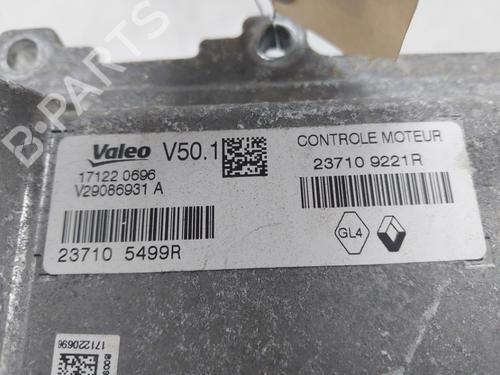 B-PARTS
Valeo V50.1
17122 0696
V29086931 A
23710 5499R
CONTROLE MOTEUR
23710 9221R
GL4
171220696